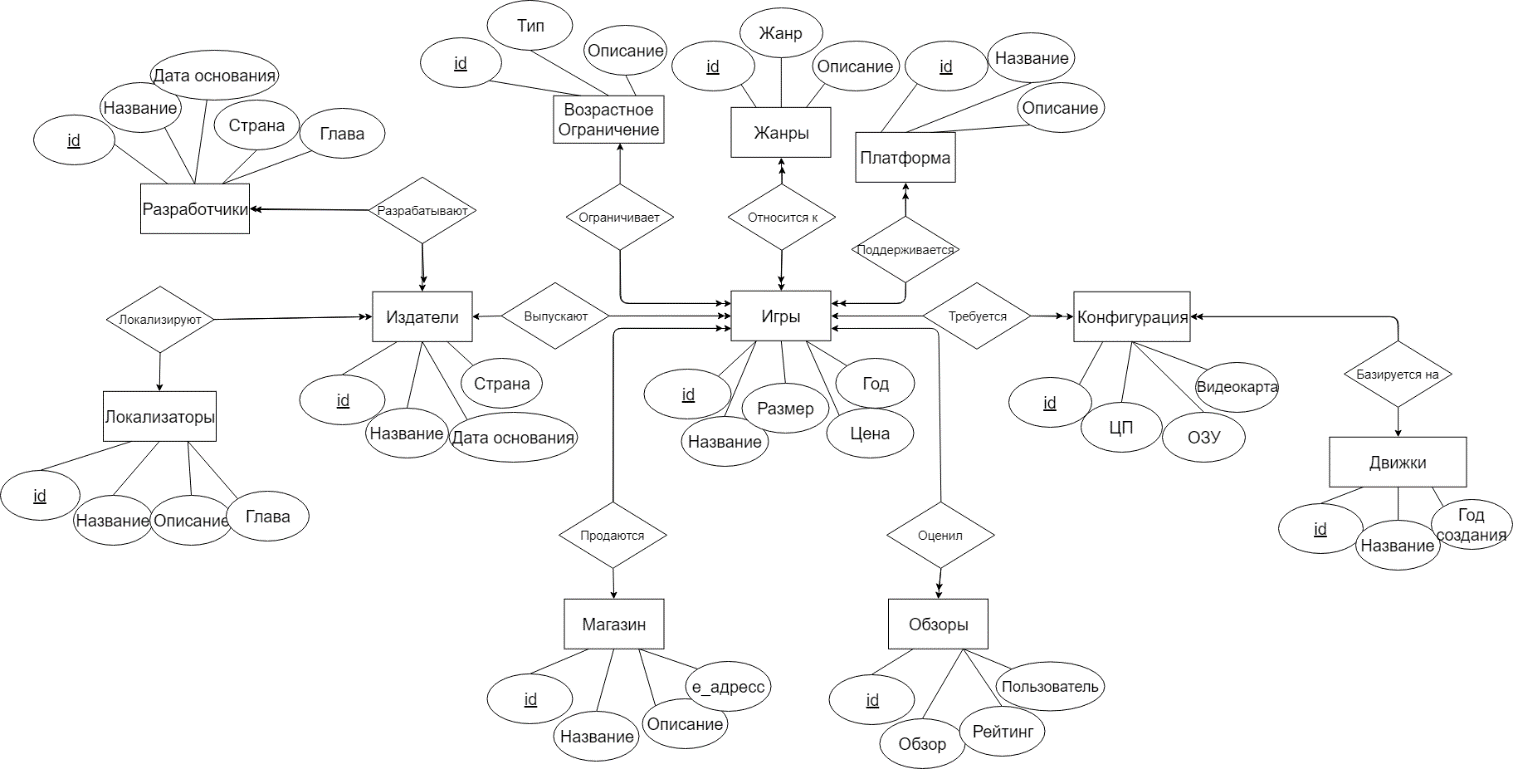 Тип
Жанр
Описание
id
id
Описание
id
Название
Дата основания
Название
Описание
Страна
Глава
id
Возрастное
Ограничение
Жанры
Платформа
Разработчики
Разрабатывают
Ограничивает
Относится к
Поддерживается
Локализируют
Издатели
Выпускают
Игры
Требуется
Конфигурация
Базируется на
Локализаторы
id
Название
Дата основания
Страна
id
Название
Размер
Цена
Год
id
ЦП
ОЗУ
Видеокарта
Движки
id
Название
Описание
Глава
id
Название
Год
создания
Продаются
Оценил
Магазин
Обзоры
id
Название
Описание
е_адресс
id
Обзор
Рейтинг
Пользователь